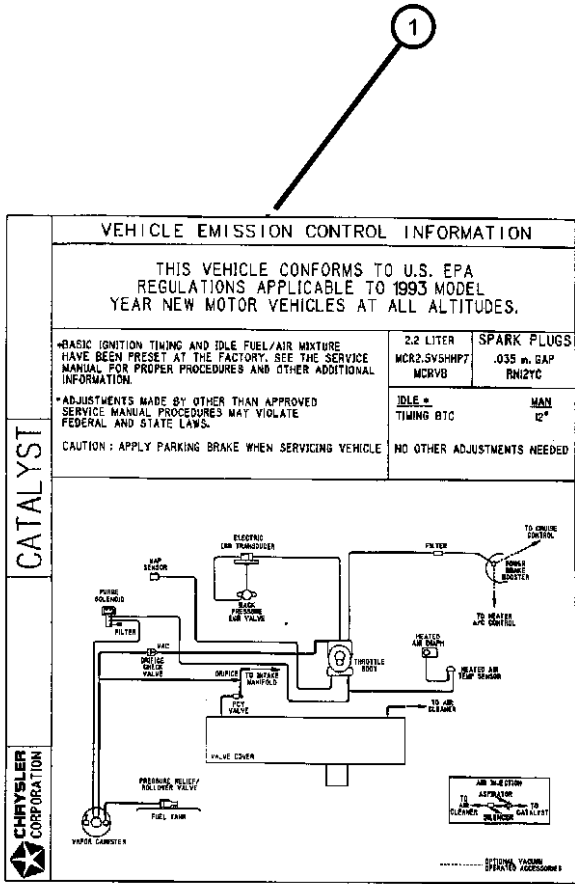 1
VEHICLE EMISSION CONTROL INFORMATION
THIS VEHICLE CONFORMS TO U.S. EPA
REGULATIONS APPLICABLE TO 1993 MODEL
YEAR NEW MOTOR VEHICLES AT ALL ALTITUDES.
*BASIC IGNITION TIMING AND IDLE FUEL/AIR MIXTURE
HAVE BEEN PRESET AT THE FACTORY. SEE THE SERVICE
MANUAL FOR PROPER PROCEDURES AND OTHER ADDITIONAL
INFORMATION.
*ADJUSTMENTS MADE BY OTHER THAN APPROVED
SERVICE MANUAL PROCEDURES MAY VIOLATE
FEDERAL AND STATE LAWS.
CAUTION : APPLY PARKING BRAKE WHEN SERVICING VEHICLE
2.2 LITER
MCR2.5V5HHP7
MCRVB
SPARK PLUGS
.035 in. GAP
RN12YC
IDLE *
MAN
TIMING BTC
12°
NO OTHER ADJUSTMENTS NEEDED
CATALYST
CHRYSLER
CORPORATION
ELECTRIC
EGR TRANSDUCER
MAP
SENSOR
BACK
PRESSURE
EGR VALVE
FILTER
TO CRUISE
CONTROL
POWER
BRAKE
BOOSTER
TO HEATER
A/C CONTROL
PURGE
SOLENOID
FILTER
VAC
ORIFICE
CHECK
VALVE
ORIFICE
TO INTAKE
MANIFOLD
PCV
VALVE
THROTTLE
BODY
HEATED
AIR DIAPH
HEATED AIR
TEMP SENSOR
TO AIR
CLEANER
VALVE COVER
PRESSURE RELIEF/
ROLLOVER VALVE
FUEL TANK
VAPOR CANISTER
AIR INJECTION
ASPIRATOR
TO
AIR
CLEANER
SILENCER
TO
CATALYST
OPTIONAL VACUUM
OPERATED ACCESSORIES